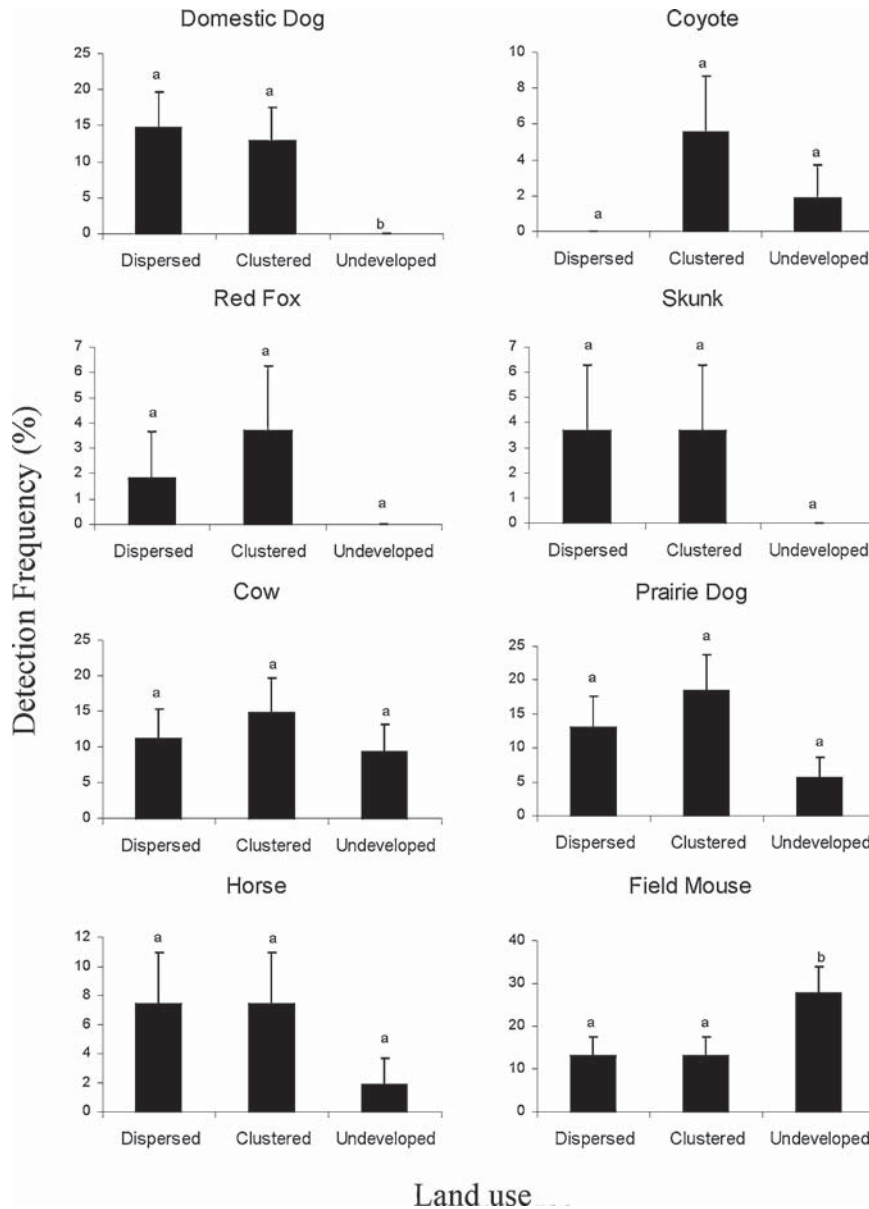 Domestic Dog
25
20
15
10
5
0
a
a
b
Dispersed
Clustered
Undeveloped
Coyote
10
8
6
4
2
0
a
a
a
Dispersed
Clustered
Undeveloped
Red Fox
7
6
5
4
3
2
1
0
a
a
a
Dispersed
Clustered
Undeveloped
Skunk
7
6
5
4
3
2
1
0
a
a
a
Dispersed
Clustered
Undeveloped
Detection Frequency (%)
Cow
25
20
15
10
5
0
a
a
a
Dispersed
Clustered
Undeveloped
Prairie Dog
25
20
15
10
5
0
a
a
a
Dispersed
Clustered
Undeveloped
Horse
12
10
8
6
4
2
0
a
a
a
Dispersed
Clustered
Undeveloped
Field Mouse
40
30
20
10
0
a
a
b
Dispersed
Clustered
Undeveloped
Land use